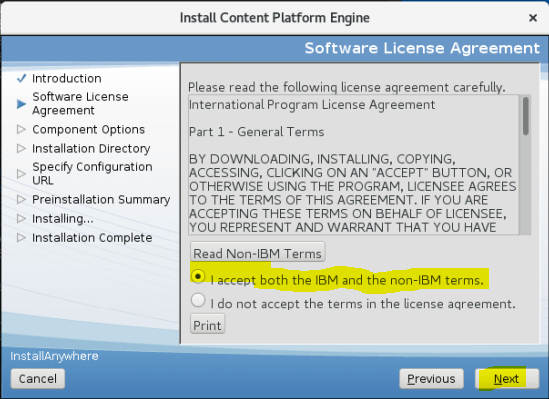 Install Content Platform Engine
Software License Agreement
Introduction
Software License
Agreement
Component Options
Installation Directory
Specify Configuration
URL
Preinstallation Summary
Installing...
Installation Complete
Please read the following license agreement carefully.
International Program License Agreement
Part 1 - General Terms
BY DOWNLOADING, INSTALLING, COPYING,
ACCESSING, CLICKING ON AN "ACCEPT" BUTTON, OR
OTHERWISE USING THE PROGRAM, LICENSEE AGREES
TO THE TERMS OF THIS AGREEMENT. IF YOU ARE
ACCEPTING THESE TERMS ON BEHALF OF LICENSEE,
YOU REPRESENT AND WARRANT THAT YOU HAVE
Read Non-IBM Terms
I accept both the IBM and the non-IBM terms.
I do not accept the terms in the license agreement.
Print
InstallAnywhere
Cancel
Previous
Next